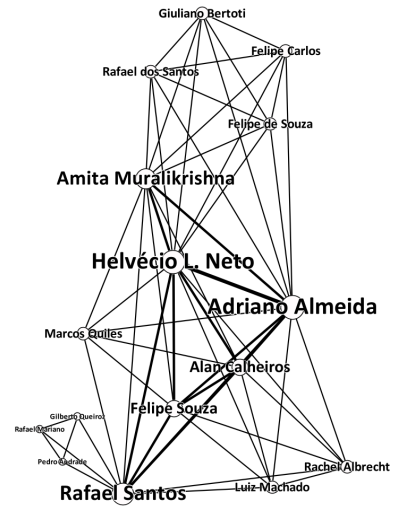 Giuliano Bertoti
Felipe Carlos
Rafael dos Santos
Felipe de Souza
Amita Muralikrishna
Helvécio L. Neto
Adriano Almeida
Marcos Quiles
Alan Calheiros
Felipe Souza
Gilberto Queiroz
Rafael Mariano
Pedro Andrade
Rachel Albrecht
Luiz Machado
Rafael Santos